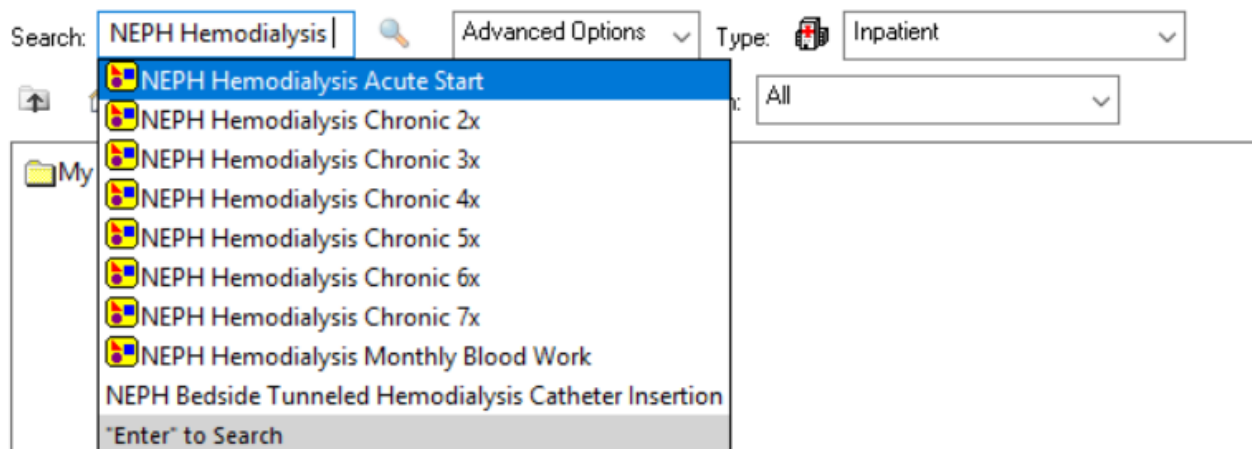 Search: NEPH Hemodialysis Advanced Options Type: Inpatient
NEPH Hemodialysis Acute Start
All
NEPH Hemodialysis Chronic 2x
NEPH Hemodialysis Chronic 3x
My
NEPH Hemodialysis Chronic 4x
NEPH Hemodialysis Chronic 5x
NEPH Hemodialysis Chronic 6x
NEPH Hemodialysis Chronic 7x
NEPH Hemodialysis Monthly Blood Work
NEPH Bedside Tunneled Hemodialysis Catheter Insertion
"Enter" to Search